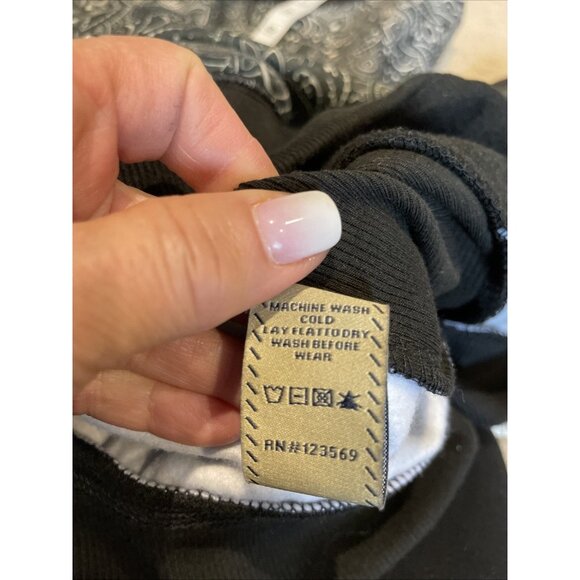 MACHINE WASH
COLD
LAY FLAT TO DRY
WASH BEFORE
WEAR
RN#123569